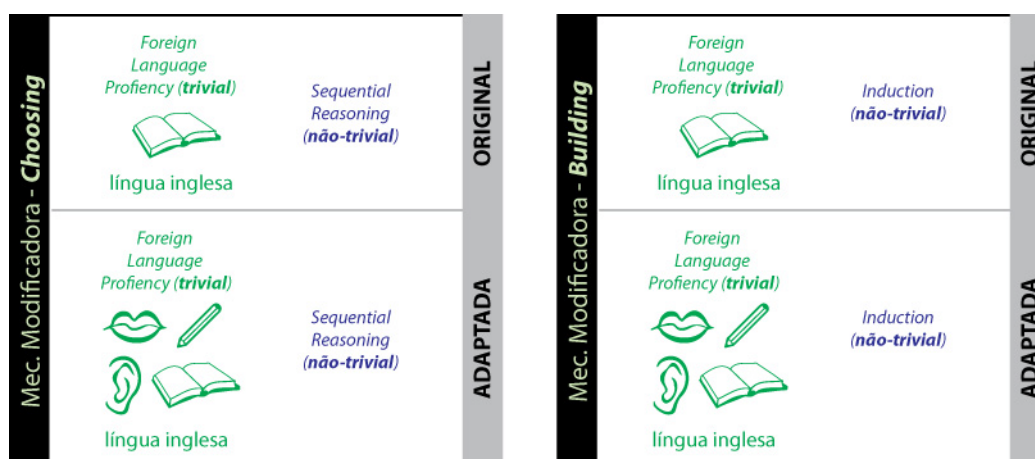 Mec. Modificadora - Choosing
Foreign
Language
Profiency (trivial)
língua inglesa
Sequential
Reasoning
(não-trivial)
ORIGINAL
Foreign
Language
Profiency (trivial)
língua inglesa
Sequential
Reasoning
(não-trivial)
ADAPTADA
Mec. Modificadora - Building
Foreign
Language
Profiency (trivial)
língua inglesa
Induction
(não-trivial)
ORIGINAL
Foreign
Language
Profiency (trivial)
língua inglesa
Induction
(não-trivial)
ADAPTADA